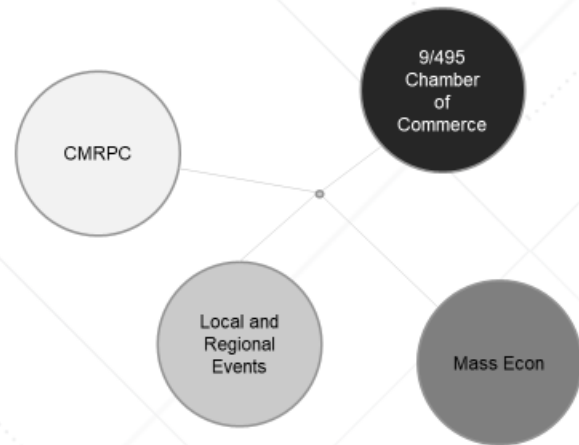 9/495
Chamber
of
Commerce
CMRPC
Local and
Regional
Events
Mass Econ